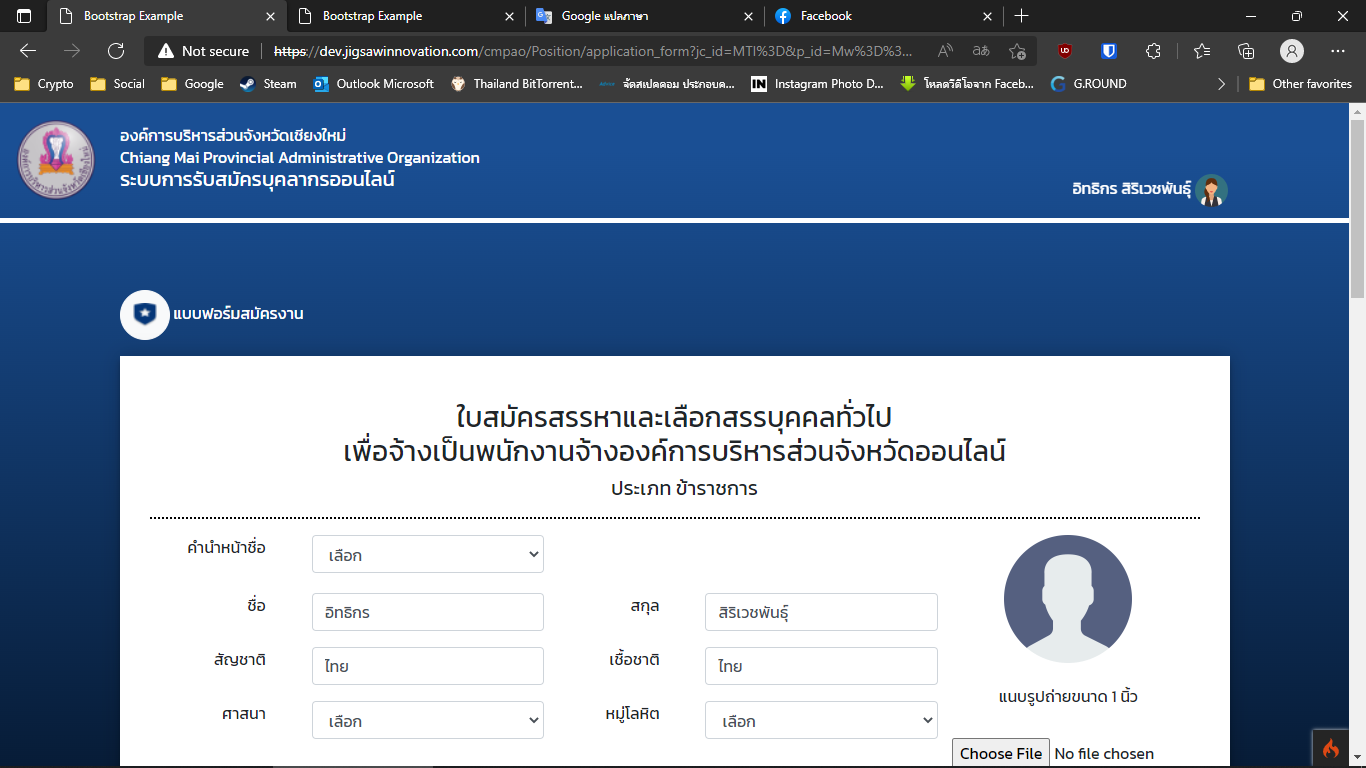 Bootstrap Example
Bootstrap Example
Google แปลภาษา
Facebook
Not secure
https://dev.jigsawinnovation.com/cmpao/Position/application_form?jc_id=MTI%3D&p_id=Mw%3D%3...
Crypto
Social
Google
Steam
Outlook Microsoft
Thailand BitTorrent...
จัดสเปคคอม ประกอบค...
Instagram Photo D...
โหลดวีดีโอจาก Faceb...
G.ROUND
Other favorites
องค์การบริหารส่วนจังหวัดเชียงใหม่
Chiang Mai Provincial Administrative Organization
ระบบการรับสมัครบุคลากรออนไลน์
อิทธิกร สิริเวชพันธุ์
แบบฟอร์มสมัครงาน
ใบสมัครสรรหาและเลือกสรรบุคคลทั่วไป
เพื่อจ้างเป็นพนักงานจ้างองค์การบริหารส่วนจังหวัดออนไลน์
ประเภท ข้าราชการ
คำนำหน้าชื่อ
เลือก
ชื่อ
อิทธิกร
สกุล
สิริเวชพันธุ์
สัญชาติ
ไทย
เชื้อชาติ
ไทย
ศาสนา
เลือก
หมู่โลหิต
เลือก
แนบรูปถ่ายขนาด 1 นิ้ว
Choose File
No file chosen